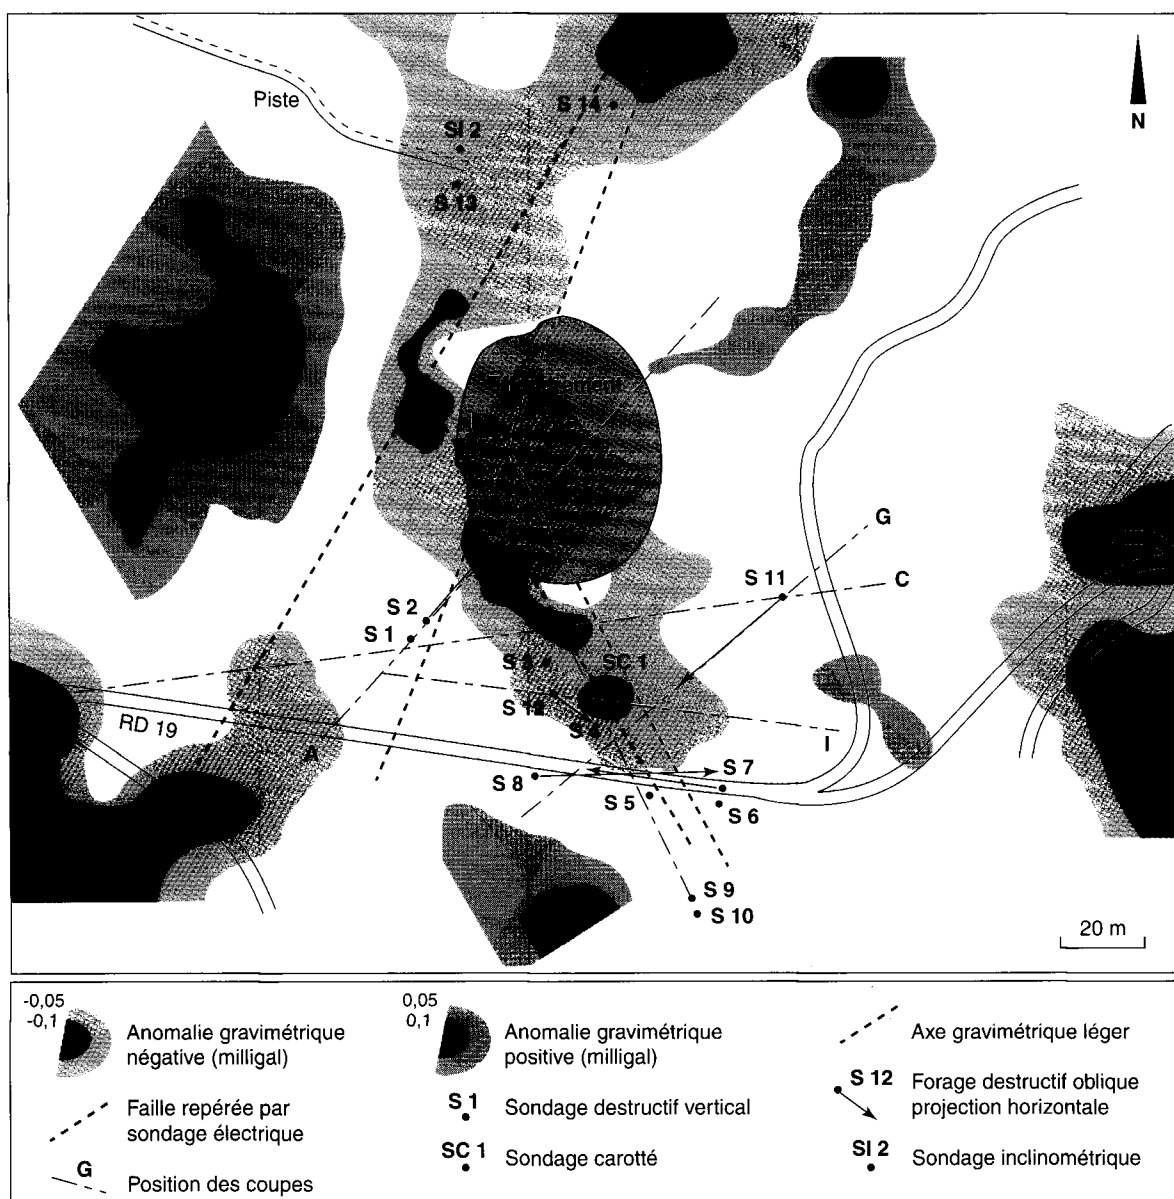 Piste
S 14
SI 2
S 13
N
G
S 11
C
S 2
S 1
SC 1
S 12
RD 19
A
I
S 7
S 8
S 5
S 6
S 9
S 10
20 m
-0,05
-0,1
Anomalie gravimétrique
négative (milligal)
Faille repérée par
sondage électrique
G
Position des coupes
0,05
0,1
Anomalie gravimétrique
positive (milligal)
S 1
Sondage destructif vertical
SC 1
Sondage carotté
Axe gravimétrique léger
S 12
Forage destructif oblique
projection horizontale
SI 2
Sondage inclinométrique